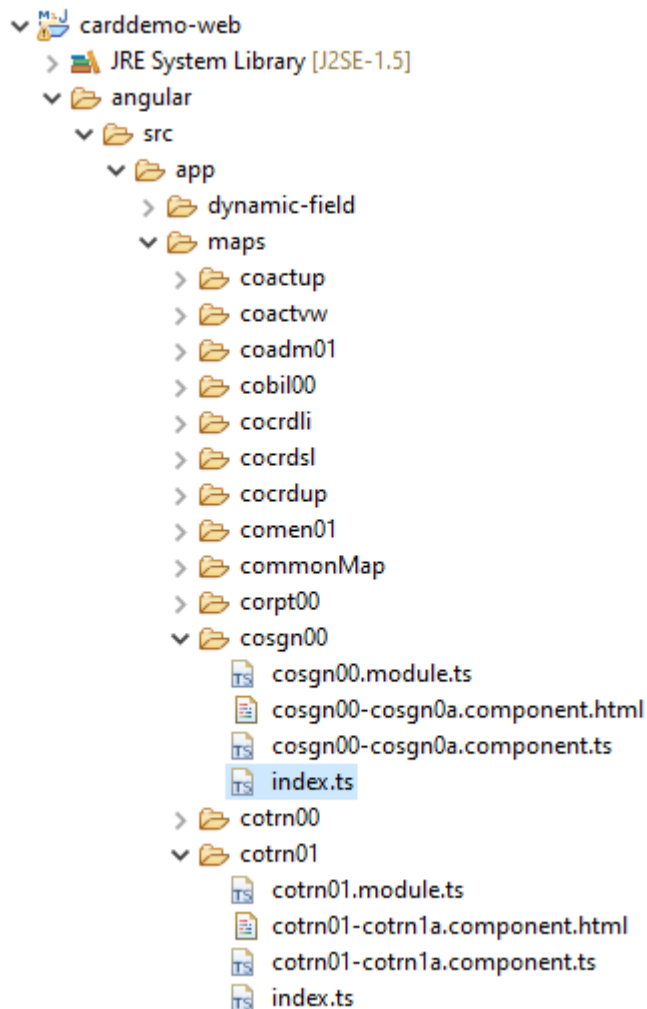 carddemo-web
JRE System Library [J2SE-1.5]
angular
src
app
dynamic-field
maps
coactup
coactvw
coadm01
cobil00
cocrdli
cocrdsl
cocrdup
comen01
commonMap
corpt00
cosgn00
cosgn00.module.ts
cosgn00-cosgn0a.component.html
cosgn00-cosgn0a.component.ts
index.ts
cotrn00
cotrn01
cotrn01.module.ts
cotrn01-cotrn1a.component.html
cotrn01-cotrn1a.component.ts
index.ts